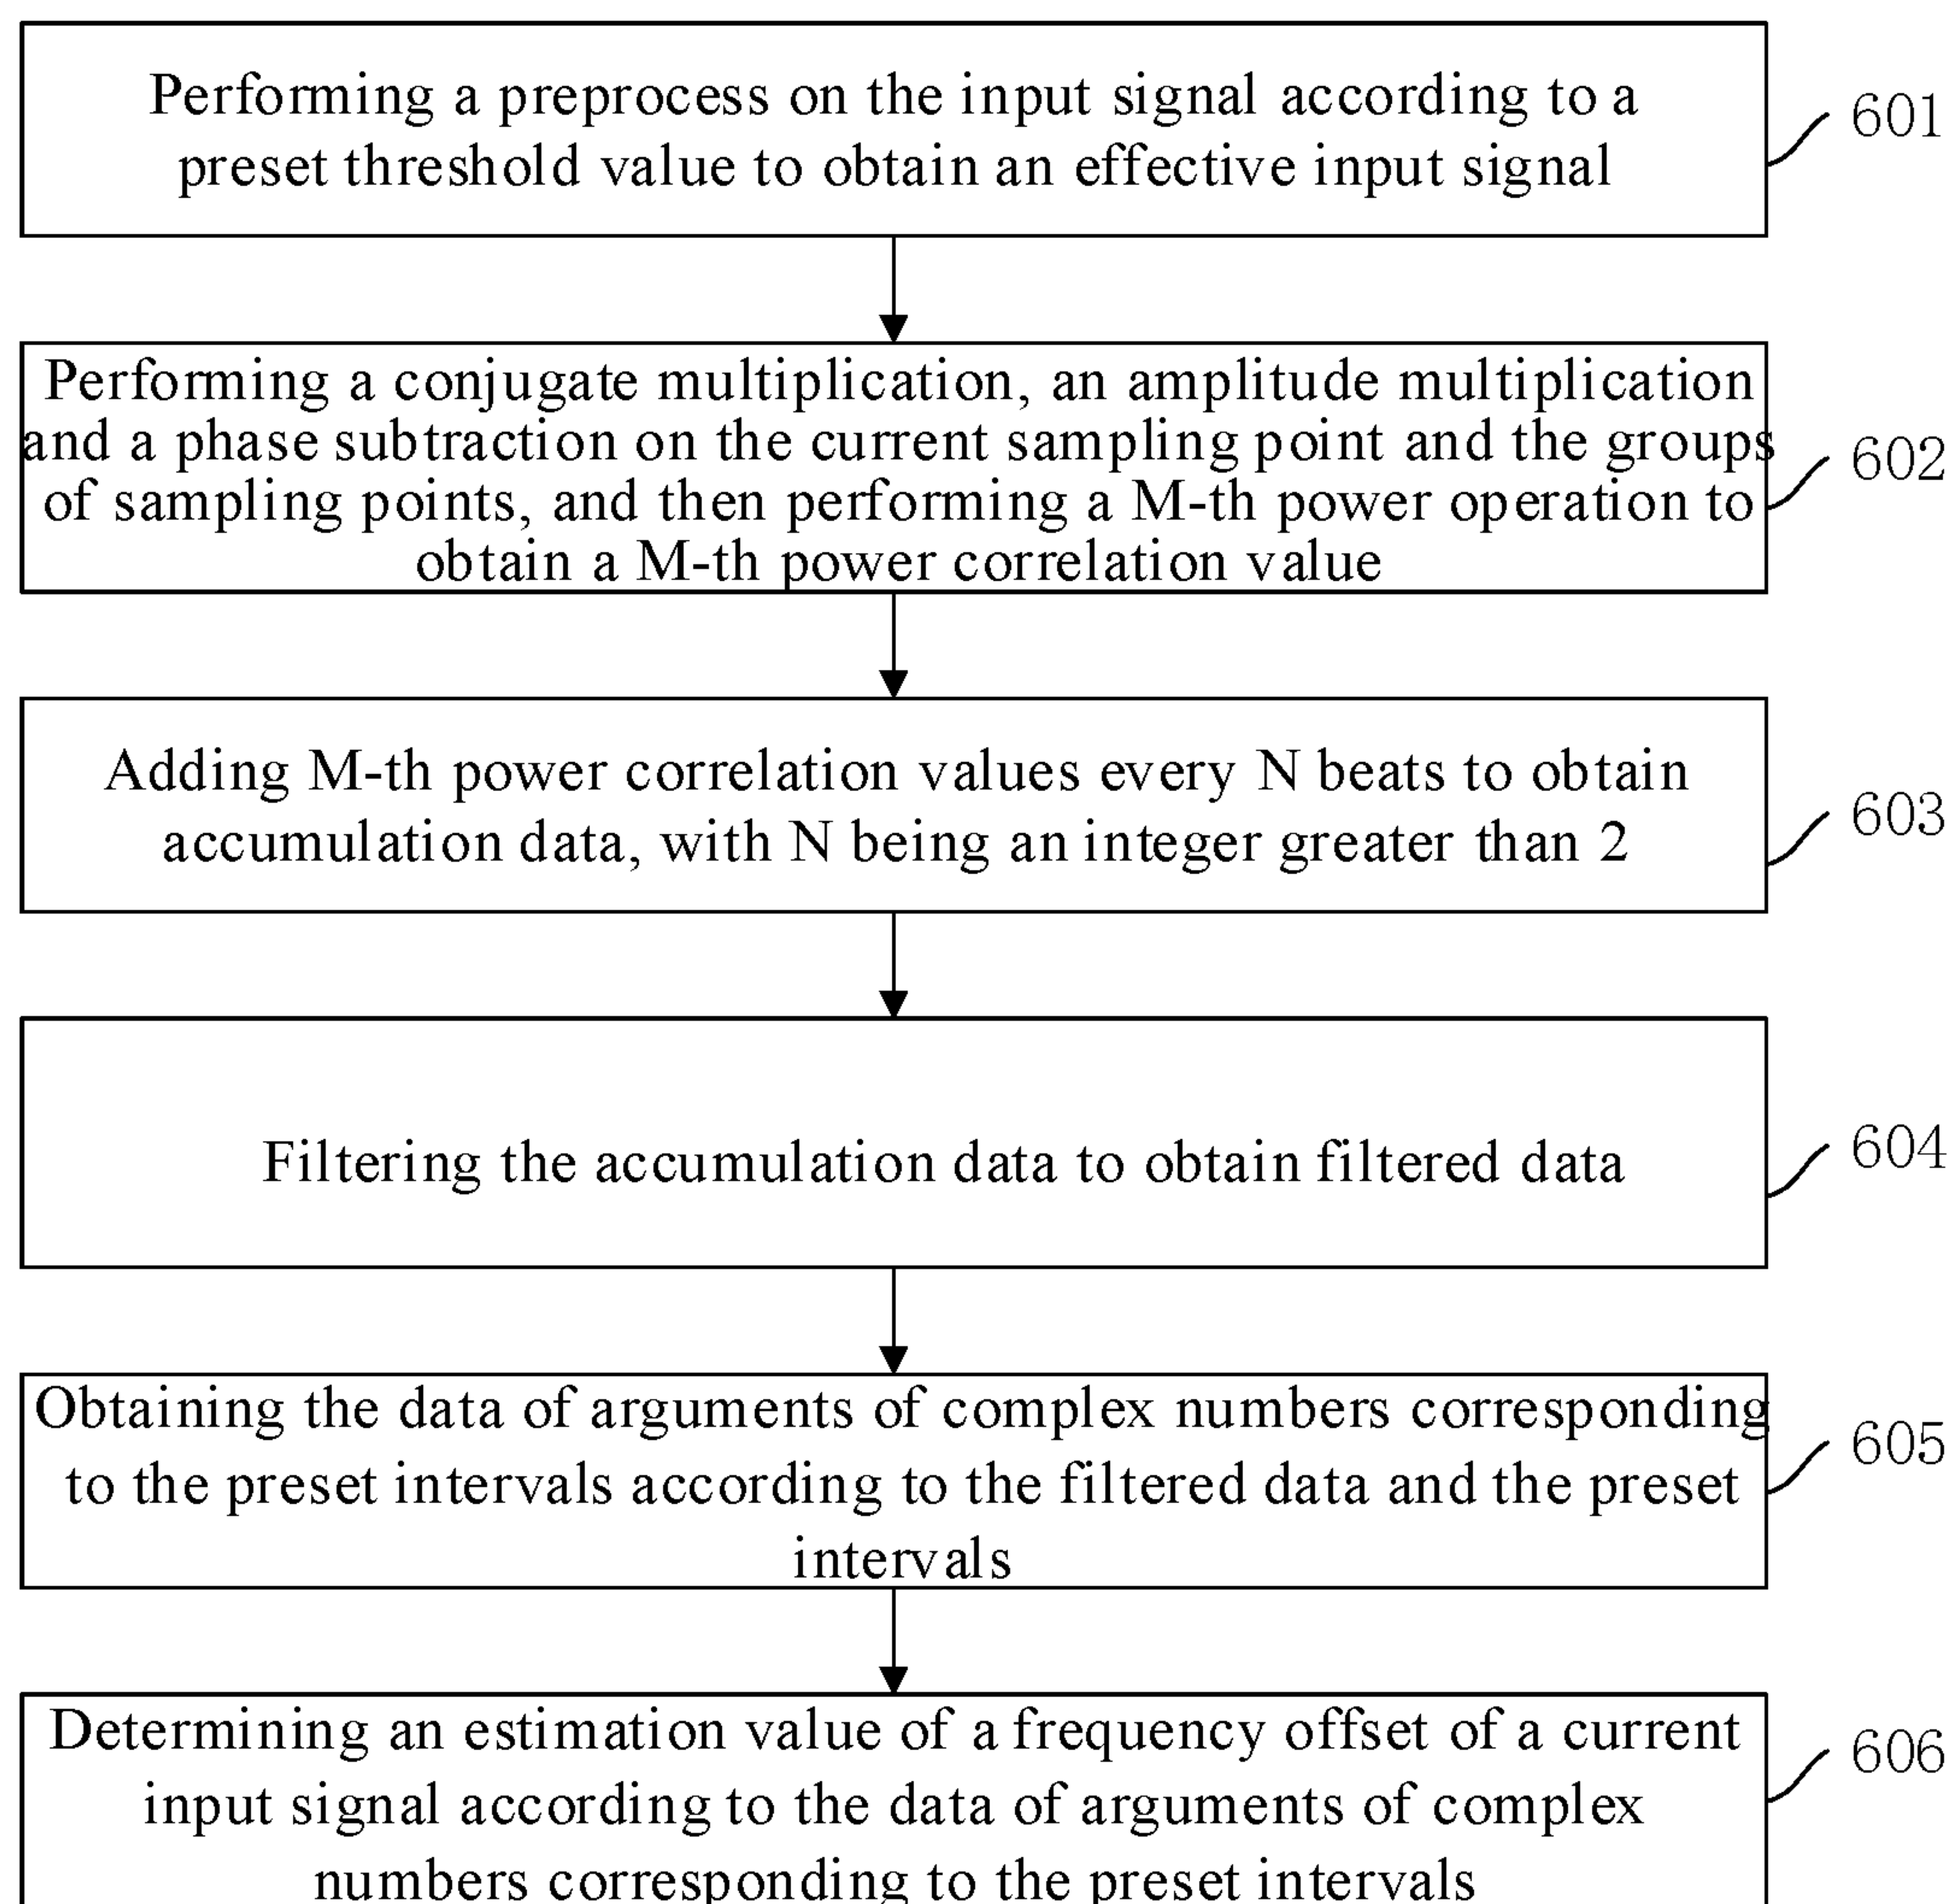 Performing a preprocess on the input signal according to a
preset threshold value to obtain an effective input signal
601
Performing a conjugate multiplication, an amplitude multiplication
and a phase subtraction on the current sampling point and the groups
of sampling points, and then performing a M-th power operation to
obtain a M-th power correlation value
602
Adding M-th power correlation values every N beats to obtain
accumulation data, with N being an integer greater than 2
603
Filtering the accumulation data to obtain filtered data
604
Obtaining the data of arguments of complex numbers corresponding
to the preset intervals according to the filtered data and the preset
intervals
605
Determining an estimation value of a frequency offset of a current
input signal according to the data of arguments of complex
numbers corresponding to the preset intervals
606